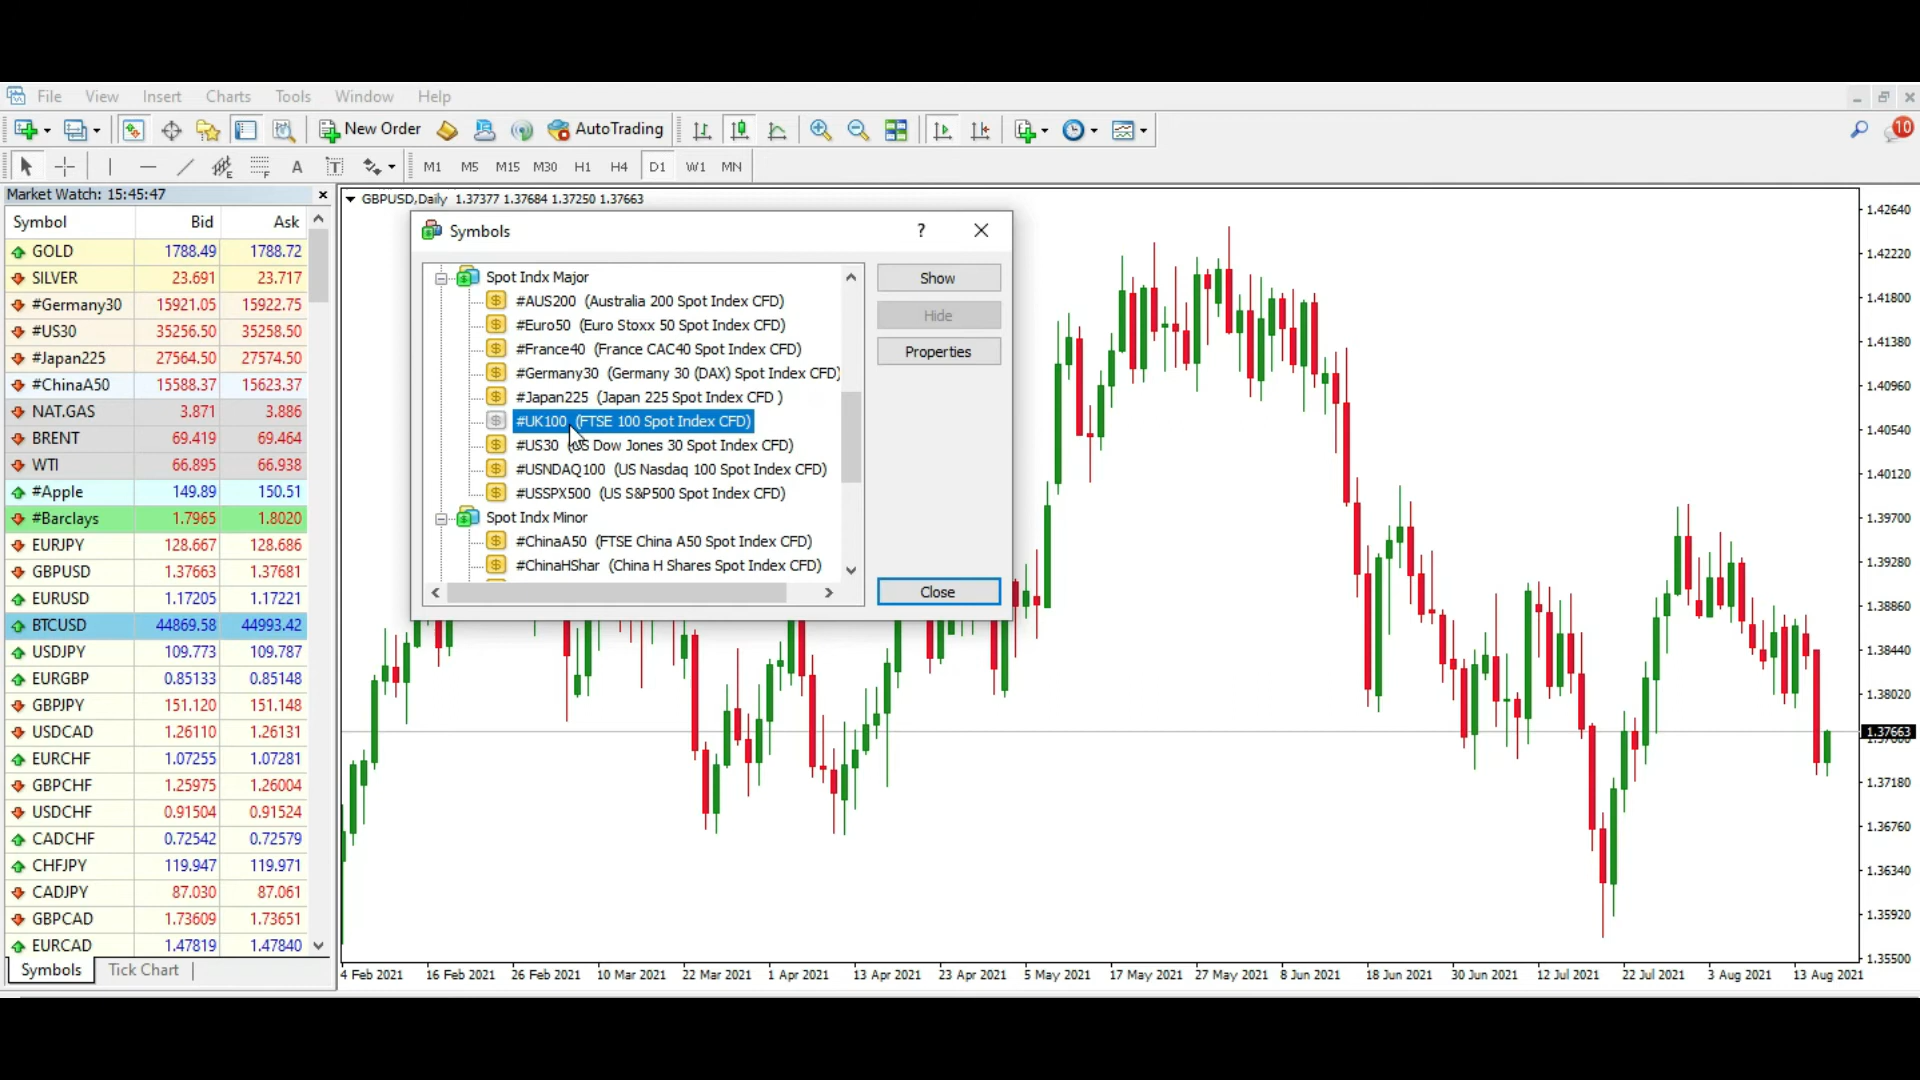 File View Insert Charts Tools Window Help
New Order AutoTrading 10
E F A T M1 M5 M15 M30 H1 H4 D1 W1 MN
Market Watch: 15:45:47
Symbol Bid Ask
GOLD 1788.49 1788.72
SILVER 23.691 23.717
#Germany30 15921.05 15922.75
#US30 35256.50 35258.50
#Japan225 27564.50 27574.50
#ChinaA50 15588.37 15623.37
NAT.GAS 3.871 3.886
BRENT 69.419 69.464
WTI 66.895 66.938
#Apple 149.89 150.51
#Barclays 1.7965 1.8020
EURJPY 128.667 128.686
GBPUSD 1.37663 1.37681
EURUSD 1.17205 1.17221
BTCUSD 44869.58 44993.42
USDJPY 109.773 109.787
EURGBP 0.85133 0.85148
GBPJPY 151.120 151.148
USDCAD 1.26110 1.26131
EURCHF 1.07255 1.07281
GBPCHF 1.25975 1.26004
USDCHF 0.91504 0.91524
CADCHF 0.72542 0.72579
CHFJPY 119.947 119.971
CADJPY 87.030 87.061
GBPCAD 1.73609 1.73651
EURCAD 1.47819 1.47840
Symbols Tick Chart
GBPUSD,Daily 1.37377 1.37684 1.37250 1.37663
Symbols ?
Spot Indx Major
#AUS200 (Australia 200 Spot Index CFD)
#Euro50 (Euro Stoxx 50 Spot Index CFD)
#France40 (France CAC40 Spot Index CFD)
#Germany30 (Germany 30 (DAX) Spot Index CFD)
#Japan225 (Japan 225 Spot Index CFD )
#UK100 (FTSE 100 Spot Index CFD)
#US30 (US Dow Jones 30 Spot Index CFD)
#USNDAQ100 (US Nasdaq 100 Spot Index CFD)
#USSPX500 (US S&P500 Spot Index CFD)
Spot Indx Minor
#ChinaA50 (FTSE China A50 Spot Index CFD)
#ChinaHShar (China H Shares Spot Index CFD)
Show
Hide
Properties
Close
1.42640
1.42220
1.41800
1.41380
1.40960
1.40540
1.40120
1.39700
1.39280
1.38860
1.38440
1.38020
1.37663
1.37180
1.36760
1.36340
1.35920
1.35500
4 Feb 2021 16 Feb 2021 26 Feb 2021 10 Mar 2021 22 Mar 2021 1 Apr 2021 13 Apr 2021 23 Apr 2021 5 May 2021 17 May 2021 27 May 2021 8 Jun 2021 18 Jun 2021 30 Jun 2021 12 Jul 2021 22 Jul 2021 3 Aug 2021 13 Aug 2021